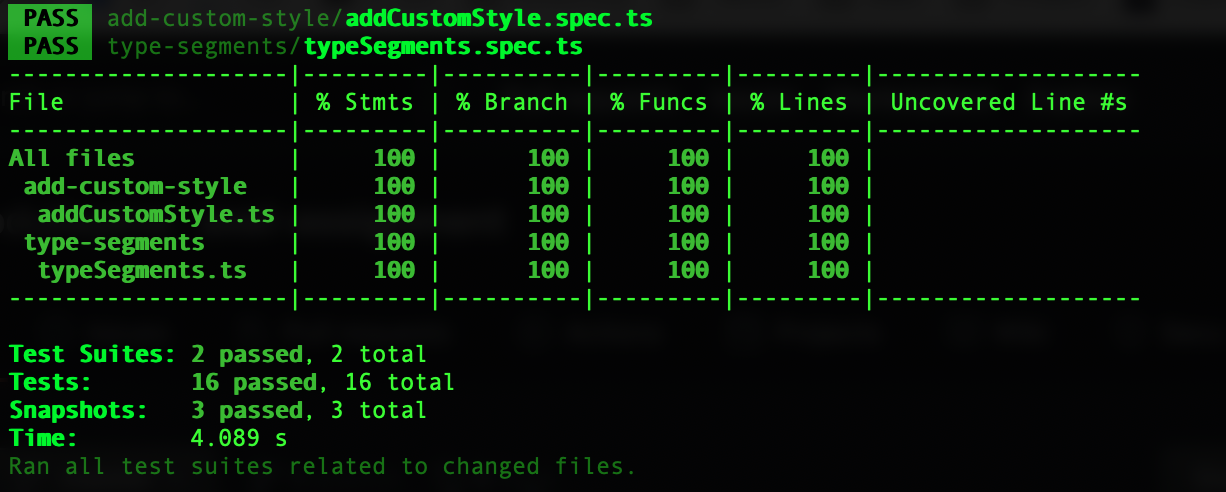 PASS add-custom-style/addCustomStyle.spec.ts
PASS type-segments/typeSegments.spec.ts
--------------------|---------|----------|---------|---------|-------------------
File                | % Stmts | % Branch | % Funcs | % Lines | Uncovered Line #s
--------------------|---------|----------|---------|---------|-------------------
All files           |     100 |      100 |     100 |     100 |
 add-custom-style   |     100 |      100 |     100 |     100 |
  addCustomStyle.ts |     100 |      100 |     100 |     100 |
 type-segments      |     100 |      100 |     100 |     100 |
  typeSegments.ts   |     100 |      100 |     100 |     100 |
--------------------|---------|----------|---------|---------|-------------------
Test Suites: 2 passed, 2 total
Tests:       16 passed, 16 total
Snapshots:   3 passed, 3 total
Time:        4.089 s
Ran all test suites related to changed files.